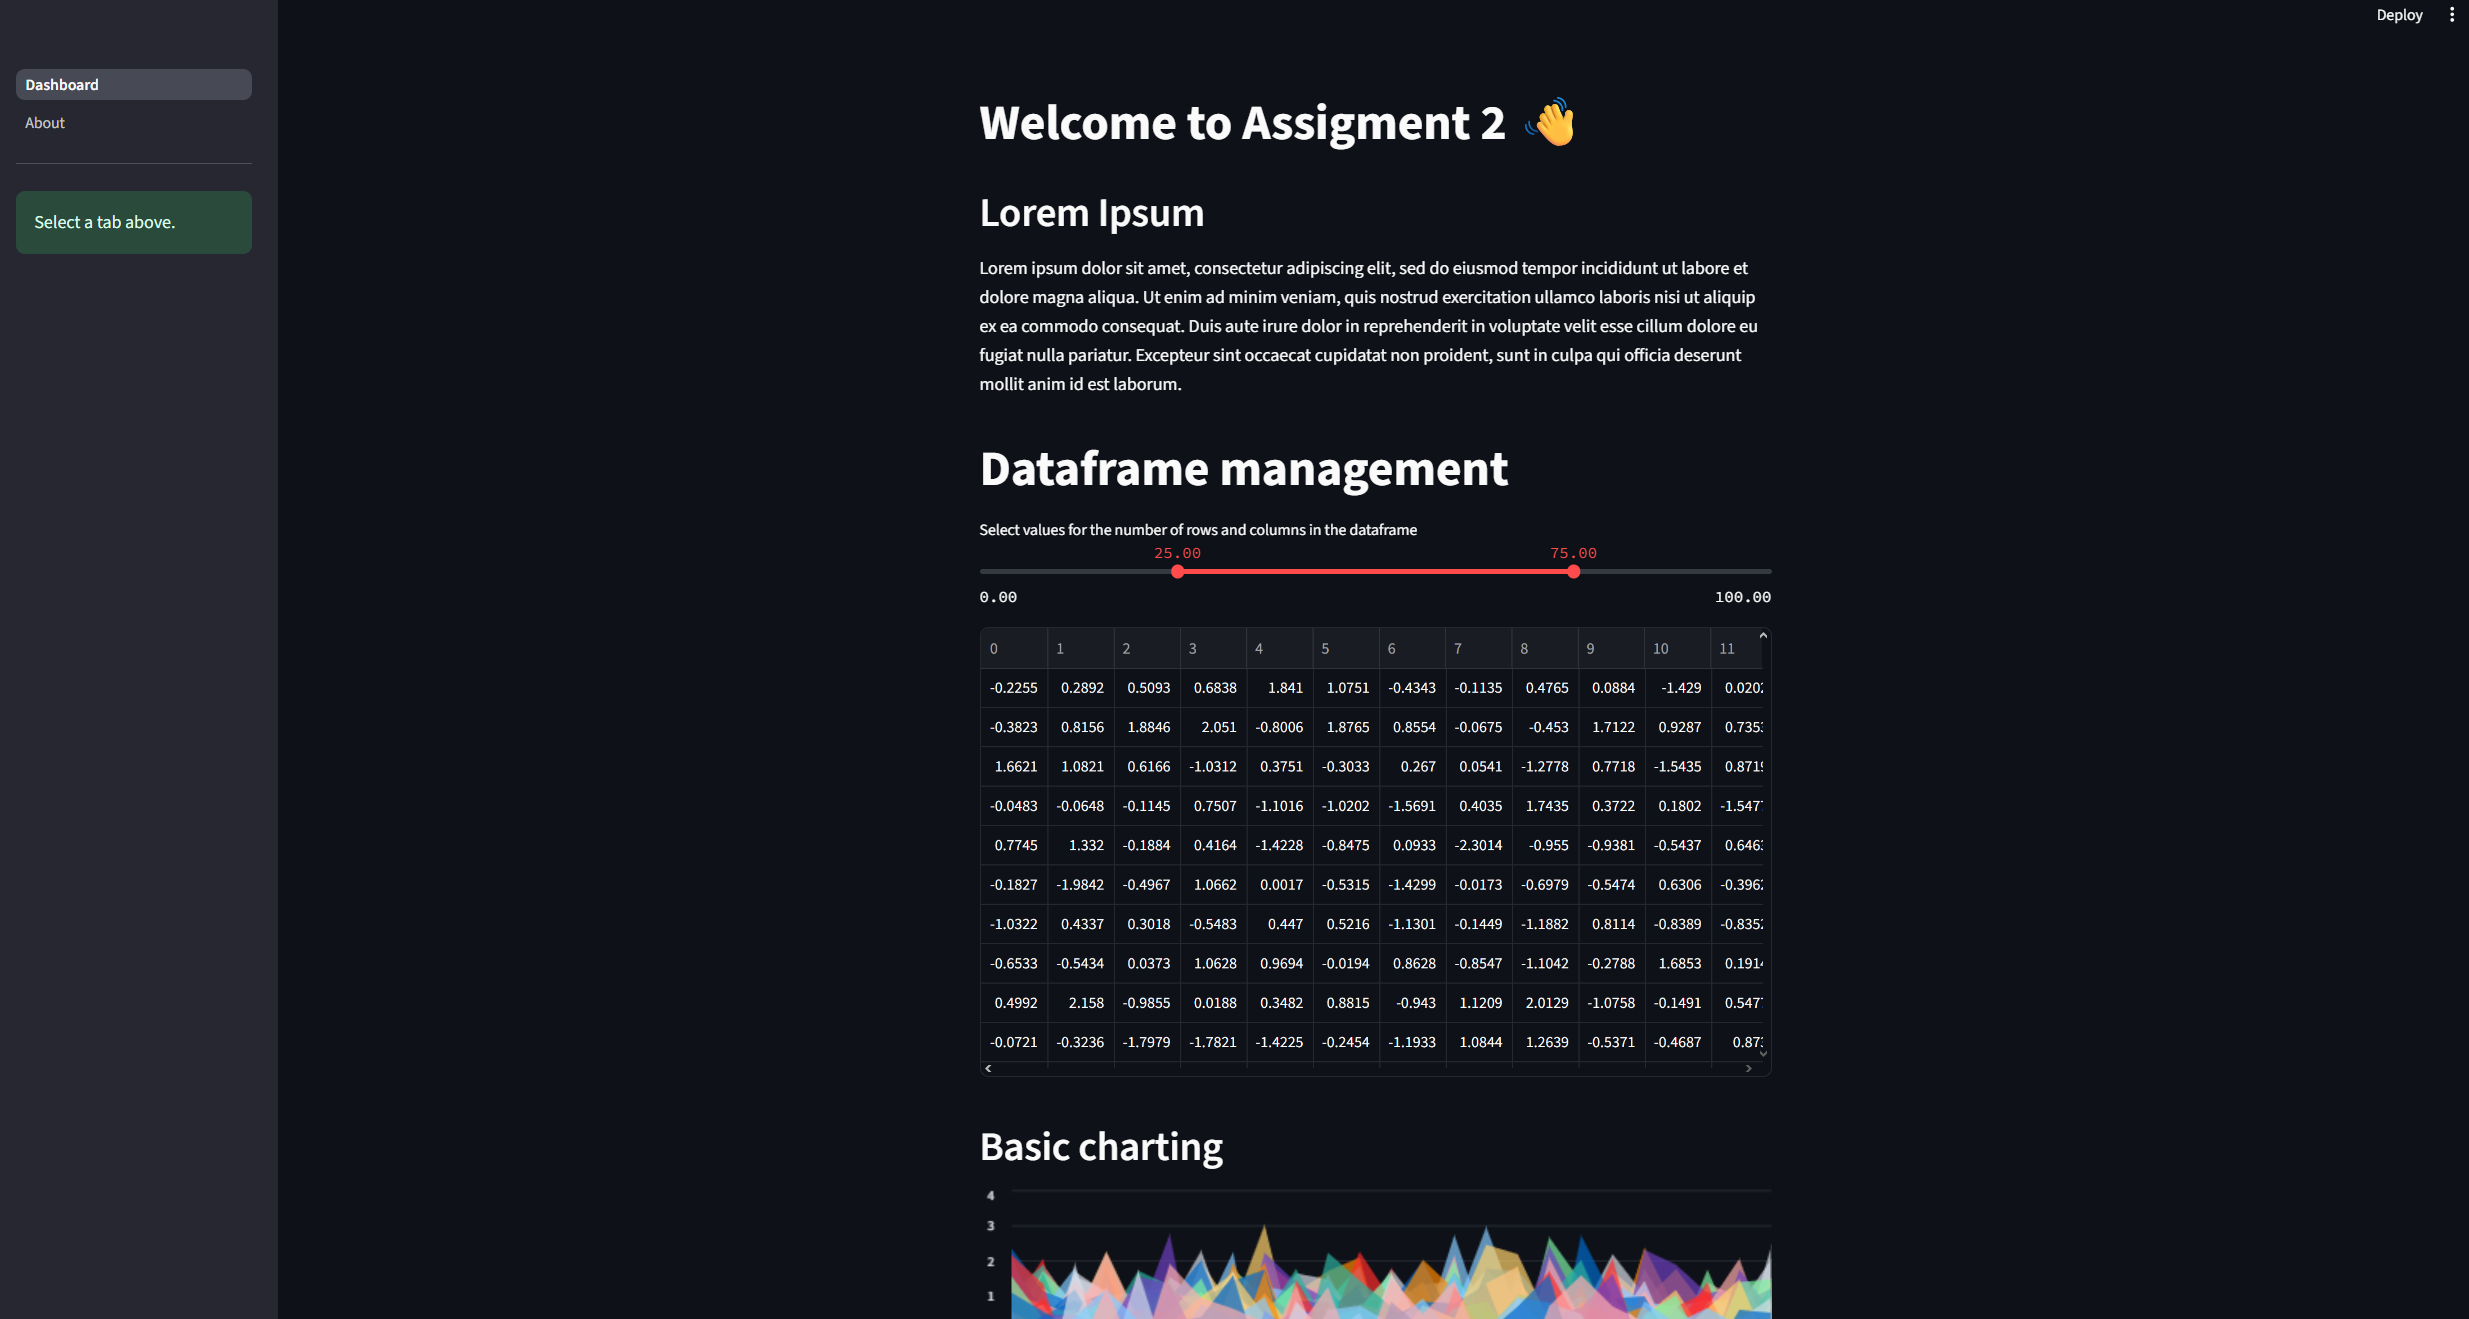 Deploy
Dashboard
About
Select a tab above.
Welcome to Assigment 2 👋
Lorem Ipsum
Lorem ipsum dolor sit amet, consectetur adipiscing elit, sed do eiusmod tempor incididunt ut labore et
dolore magna aliqua. Ut enim ad minim veniam, quis nostrud exercitation ullamco laboris nisi ut aliquip
ex ea commodo consequat. Duis aute irure dolor in reprehenderit in voluptate velit esse cillum dolore eu
fugiat nulla pariatur. Excepteur sint occaecat cupidatat non proident, sunt in culpa qui officia deserunt
mollit anim id est laborum.
Dataframe management
Select values for the number of rows and columns in the dataframe
25.00 75.00
0.00 100.00
0 1 2 3 4 5 6 7 8 9 10 11
-0.2255 0.2892 0.5093 0.6838 1.841 1.0751 -0.4343 -0.1135 0.4765 0.0884 -1.429 0.020
-0.3823 0.8156 1.8846 2.051 -0.8006 1.8765 0.8554 -0.0675 -0.453 1.7122 0.9287 0.735
1.6621 1.0821 0.6166 -1.0312 0.3751 -0.3033 0.267 0.0541 -1.2778 0.7718 -1.5435 0.871
-0.0483 -0.0648 -0.1145 0.7507 -1.1016 -1.0202 -1.5691 0.4035 1.7435 0.3722 0.1802 -1.547
0.7745 1.332 -0.1884 0.4164 -1.4228 -0.8475 0.0933 -2.3014 -0.955 -0.9381 -0.5437 0.646
-0.1827 -1.9842 -0.4967 1.0662 0.0017 -0.5315 -1.4299 -0.0173 -0.6979 -0.5474 0.6306 -0.396
-1.0322 0.4337 0.3018 -0.5483 0.447 0.5216 -1.1301 -0.1449 -1.1882 0.8114 -0.8389 -0.835
-0.6533 -0.5434 0.0373 1.0628 0.9694 -0.0194 0.8628 -0.8547 -1.1042 -0.2788 1.6853 0.191
0.4992 2.158 -0.9855 0.0188 0.3482 0.8815 -0.943 1.1209 2.0129 -1.0758 -0.1491 0.547
-0.0721 -0.3236 -1.7979 -1.7821 -1.4225 -0.2454 -1.1933 1.0844 1.2639 -0.5371 -0.4687 0.87
Basic charting
4
3
2
1